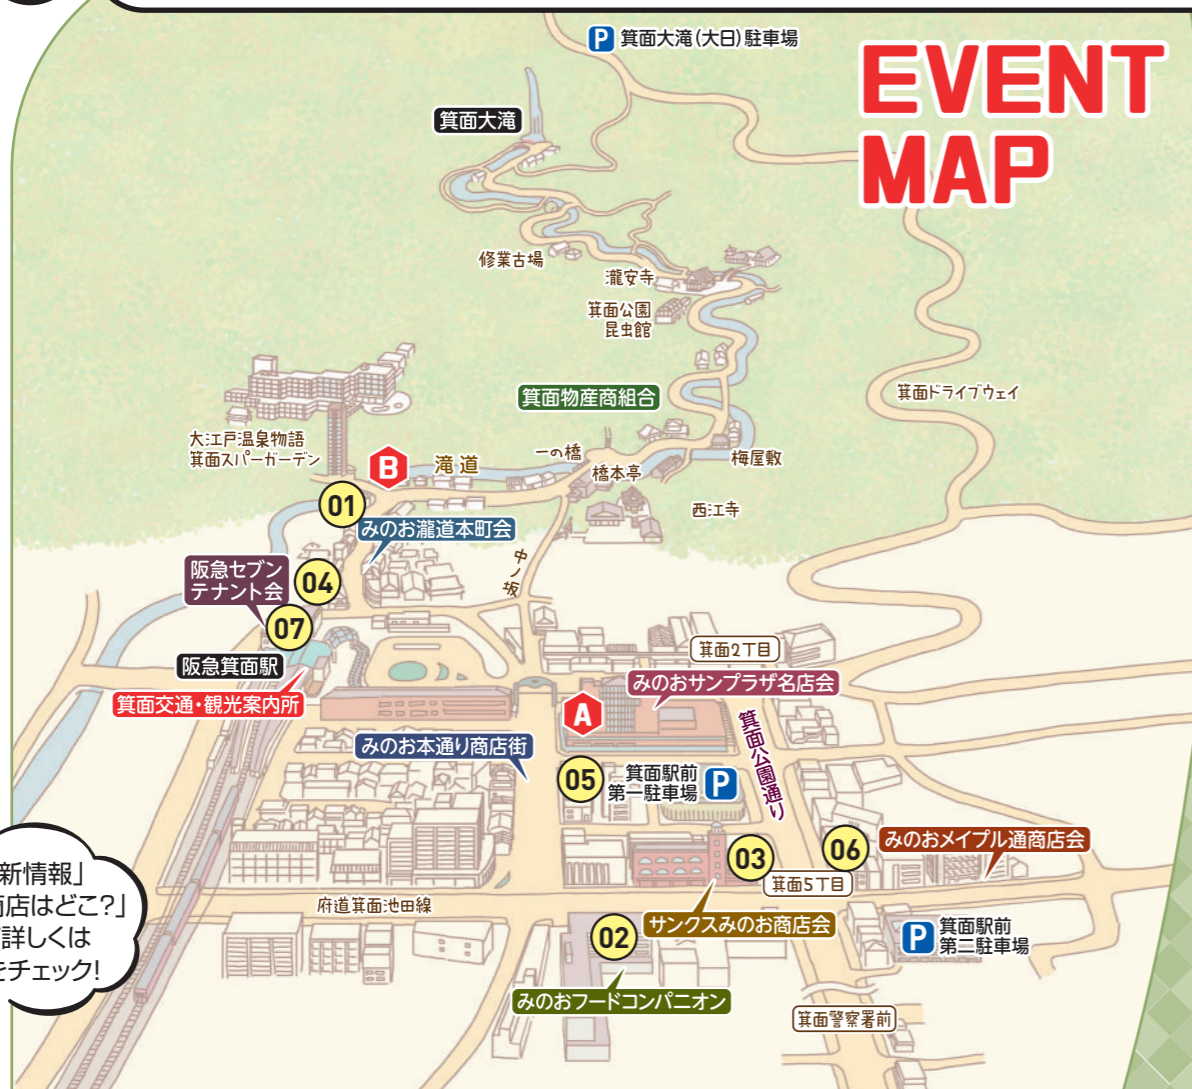 P 箕面大滝(大日)駐車場
EVENT
MAP
箕面大滝
修業古場
瀧安寺
箕面公園
昆虫館
箕面物産商組合
箕面ドライブウェイ
大江戸温泉物語
箕面スパーガーデン
B
滝道
一の橋
橋本亭
梅屋敷
西江寺
01
みのお瀧道本町会
中ノ坂
阪急セブン
テナント会
04
07
阪急箕面駅
箕面交通・観光案内所
箕面2丁目
みのおサンプラザ名店会
A
箕面公園通り
みのお本通り商店街
05
箕面駅前
第一駐車場
P
03
06
みのおメイプル通商店会
箕面5丁目
府道箕面池田線
サンクスみのお商店会
02
P
箕面駅前
第二駐車場
みのおフードコンパニオン
箕面警察署前
新情報」
商店はどこ?」
詳しくは
をチェック!